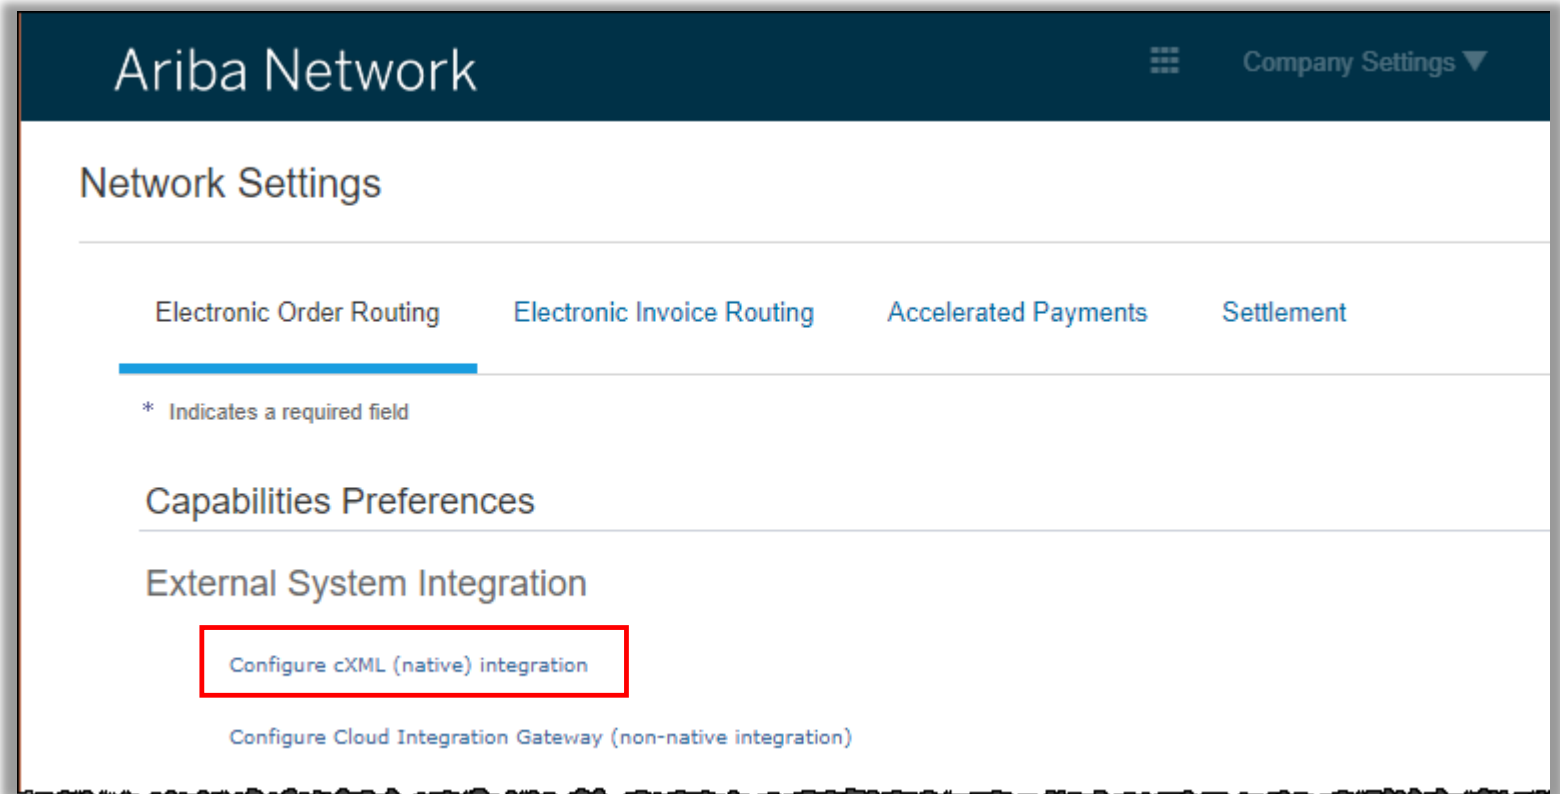 Ariba Network
Company Settings ▼
Network Settings
Electronic Order Routing
Electronic Invoice Routing
Accelerated Payments
Settlement
* Indicates a required field
Capabilities Preferences
External System Integration
Configure cXML (native) integration
Configure Cloud Integration Gateway (non-native integration)